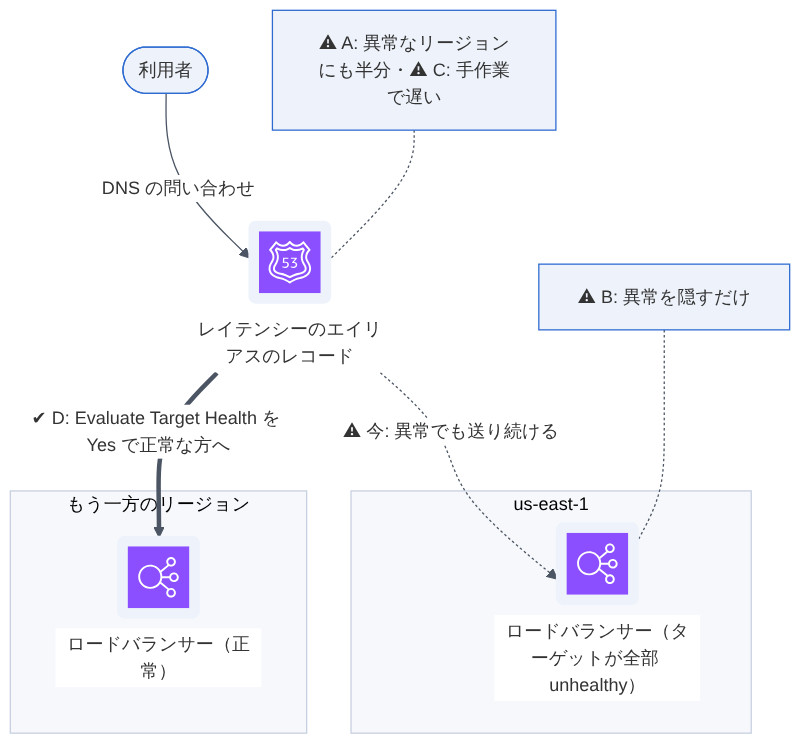 ⚠ A: 異常なリージョン
にも半分・⚠ C: 手作業
で遅い
利用者
DNS の問い合わせ
53
⚠ B: 異常を隠すだけ
レイテンシーのエイリ
アスのレコード
✔ D: Evaluate Target Health を
Yes で正常な方へ
⚠ 今: 異常でも送り続ける
もう一方のリージョン
us-east-1
ロードバランサー（正
常）
ロードバランサー（タ
ーゲットが全部
unhealthy）